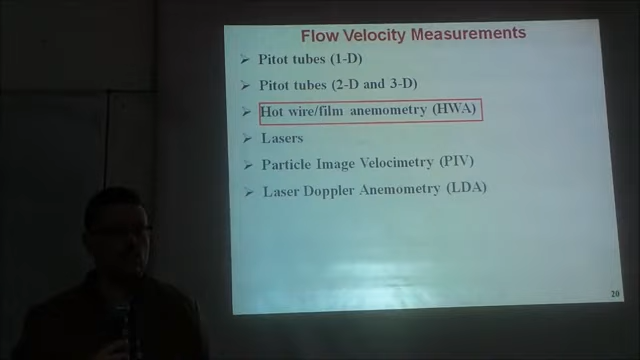 Flow Velocity Measurements
➢ Pitot tubes (1-D)
➢ Pitot tubes (2-D and 3-D)
➢ Hot wire/film anemometry (HWA)
➢ Lasers
➢ Particle Image Velocimetry (PIV)
➢ Laser Doppler Anemometry (LDA)
20